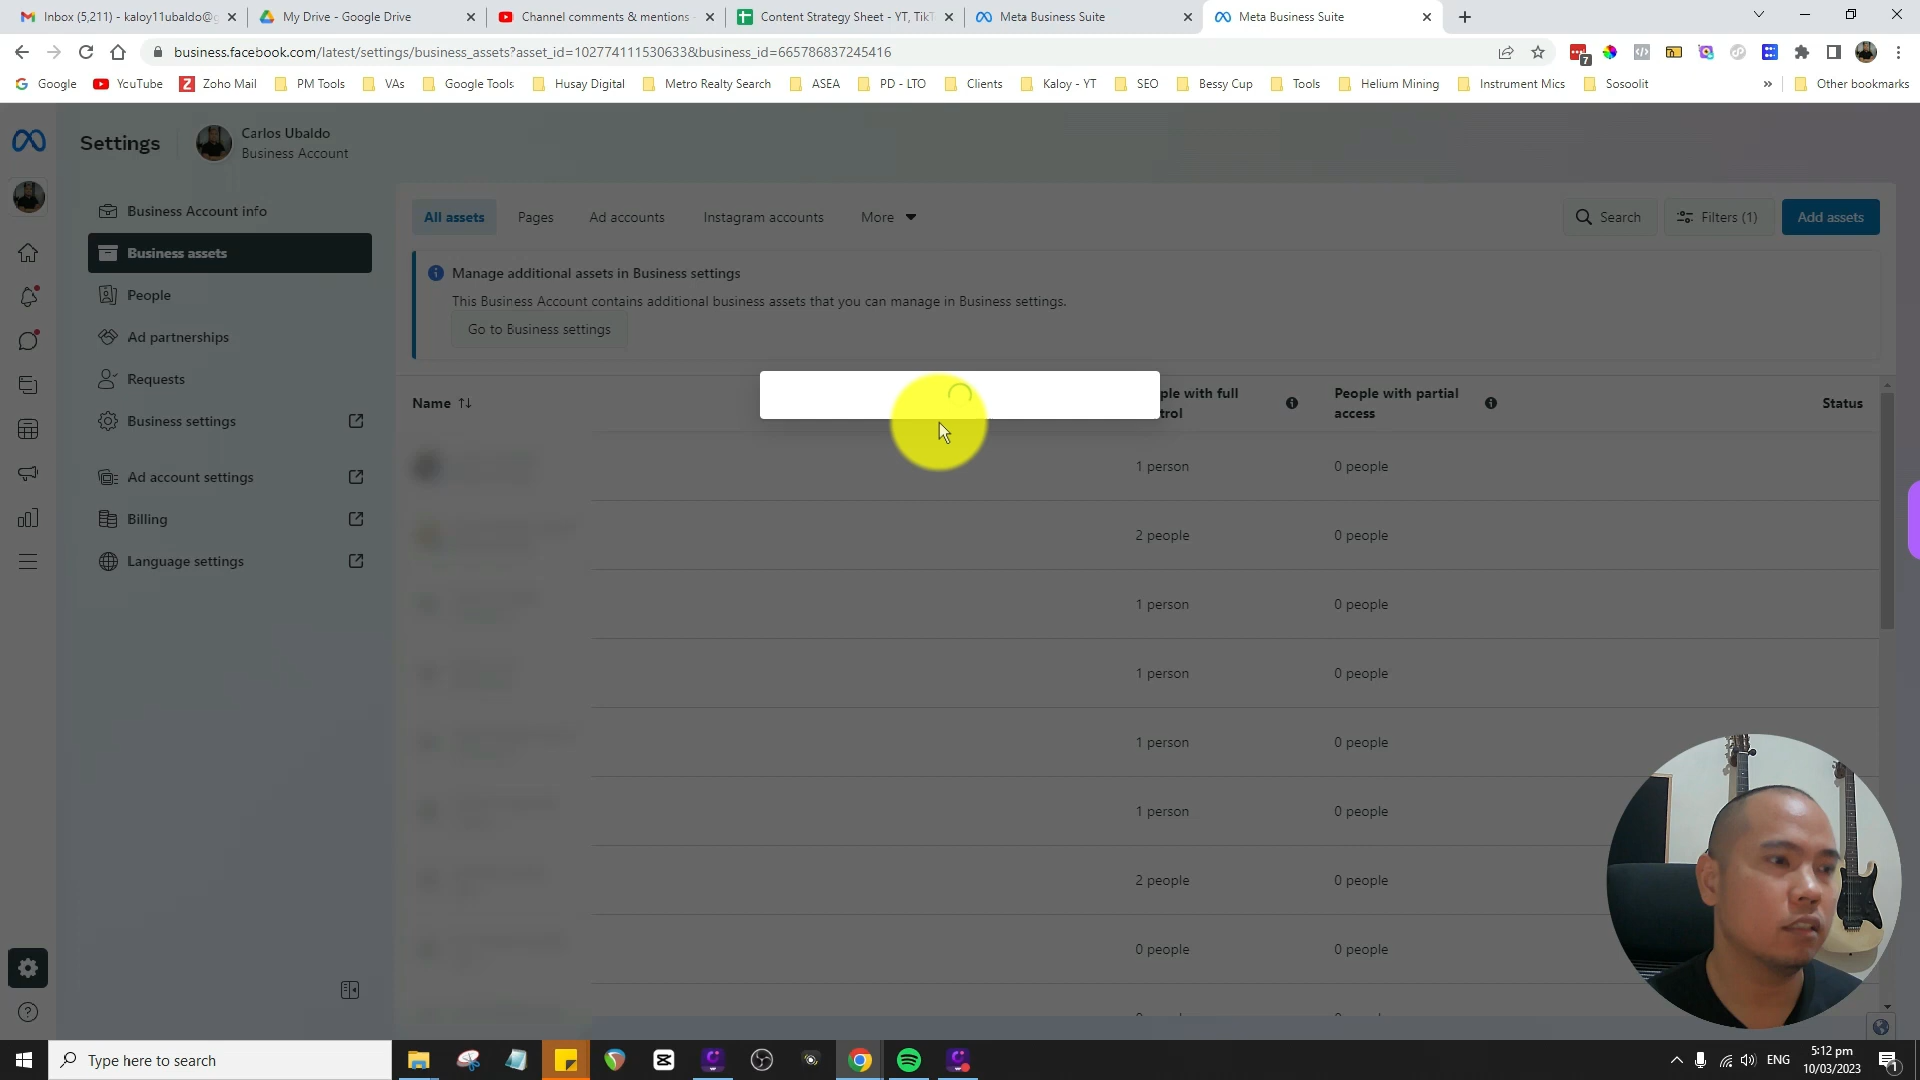 Inbox (5,211) - kaloy11ubaldo@g
My Drive - Google Drive
Channel comments & mentions -
Content Strategy Sheet - YT, TikT
Meta Business Suite
Meta Business Suite
business.facebook.com/latest/settings/business_assets?asset_id=102774111530633&business_id=665786837245416
7
Google
YouTube
Zoho Mail
PM Tools
VAs
Google Tools
Husay Digital
Metro Realty Search
ASEA
PD - LTO
Clients
Kaloy - YT
SEO
Bessy Cup
Tools
Helium Mining
Instrument Mics
Sosoolit
»
Other bookmarks
Settings
Carlos Ubaldo
Business Account
Business Account info
Business assets
People
Ad partnerships
Requests
Business settings
Ad account settings
Billing
Language settings
All assets
Pages
Ad accounts
Instagram accounts
More
Search
Filters (1)
Add assets
Manage additional assets in Business settings
This Business Account contains additional business assets that you can manage in Business settings.
Go to Business settings
Name
ple with full
trol
People with partial
access
Status
1 person
0 people
2 people
0 people
1 person
0 people
1 person
0 people
1 person
0 people
1 person
0 people
2 people
0 people
0 people
0 people
Type here to search
ENG
5:12 pm
10/03/2023
1